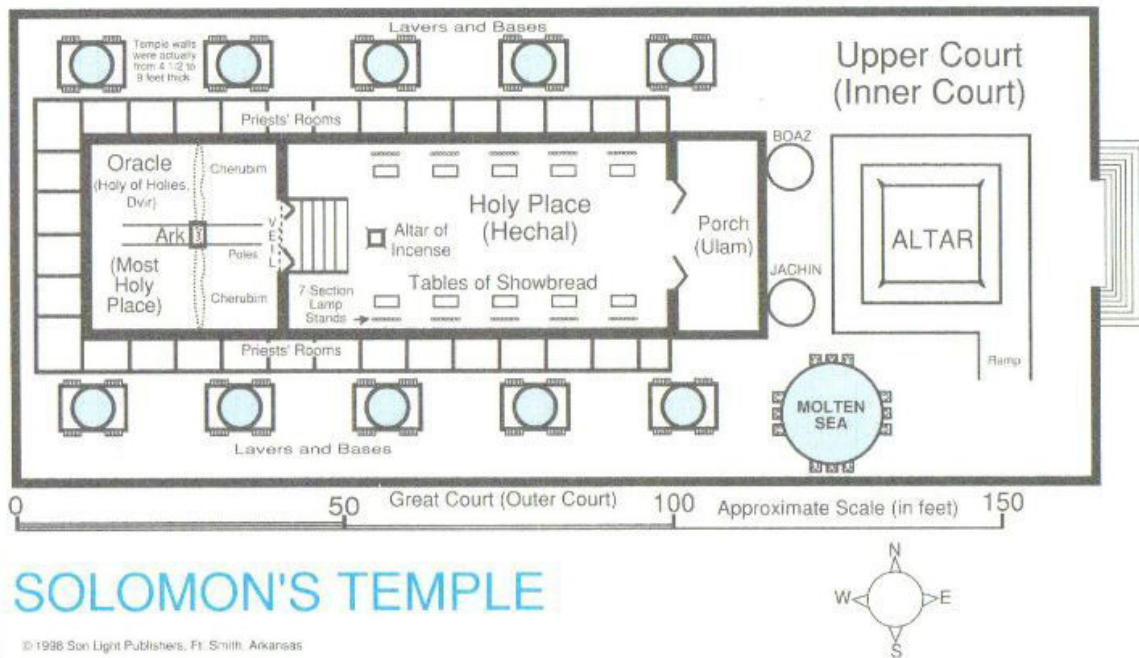 Lavers and Bases
Temple walls
were actually
from 4 1/2 to
9 feet thick.
Upper Court
(Inner Court)
Priests' Rooms
BOAZ
Oracle
(Holy of Holies,
Dvir)
Cherubim
Ark
Poles
VEIL
(Most
Holy
Place)
Cherubim
Altar of
Incense
Holy Place
(Hechal)
Tables of Showbread
7 Section
Lamp
Stands
Porch
(Ulam)
ALTAR
JACHIN
Priests' Rooms
Ramp
MOLTEN
SEA
Lavers and Bases
0 50 Great Court (Outer Court) 100 Approximate Scale (in feet) 150
SOLOMON'S TEMPLE
N
W E
S
© 1998 Son Light Publishers, Ft. Smith, Arkansas